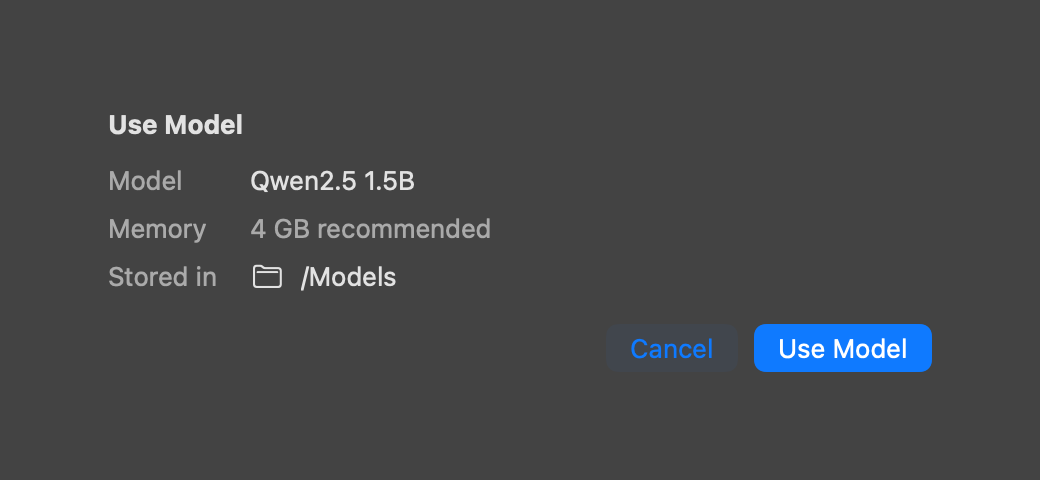 Use Model
Model Qwen2.5 1.5B
Memory 4 GB recommended
Stored in /Models
Cancel Use Model